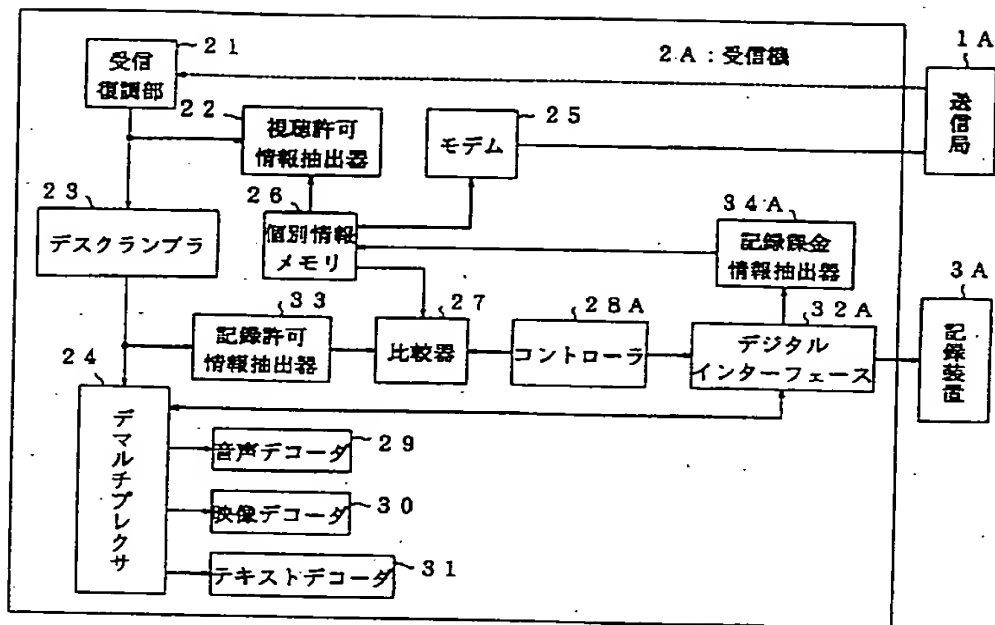 受信
復調部
21
2A：受信機
1A
送信局
22
視聴許可
情報抽出器
25
モデム
23
デスクランブラ
26
個別情報
メモリ
34A
記録課金
情報抽出器
3A
記録装置
33
記録許可
情報抽出器
27
比較器
28A
コントローラ
32A
デジタル
インターフェース
24
デマルチプレクサ
音声デコーダ
29
映像デコーダ
30
テキストデコーダ
31